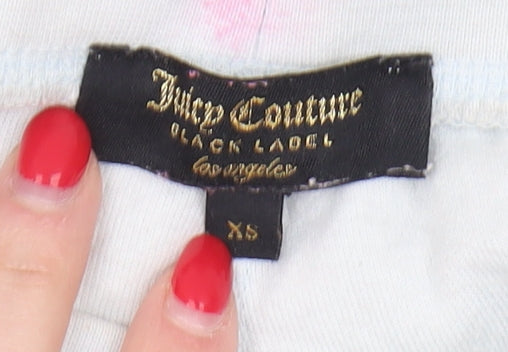 Juicy Couture
BLACK LABEL
los angeles
XS